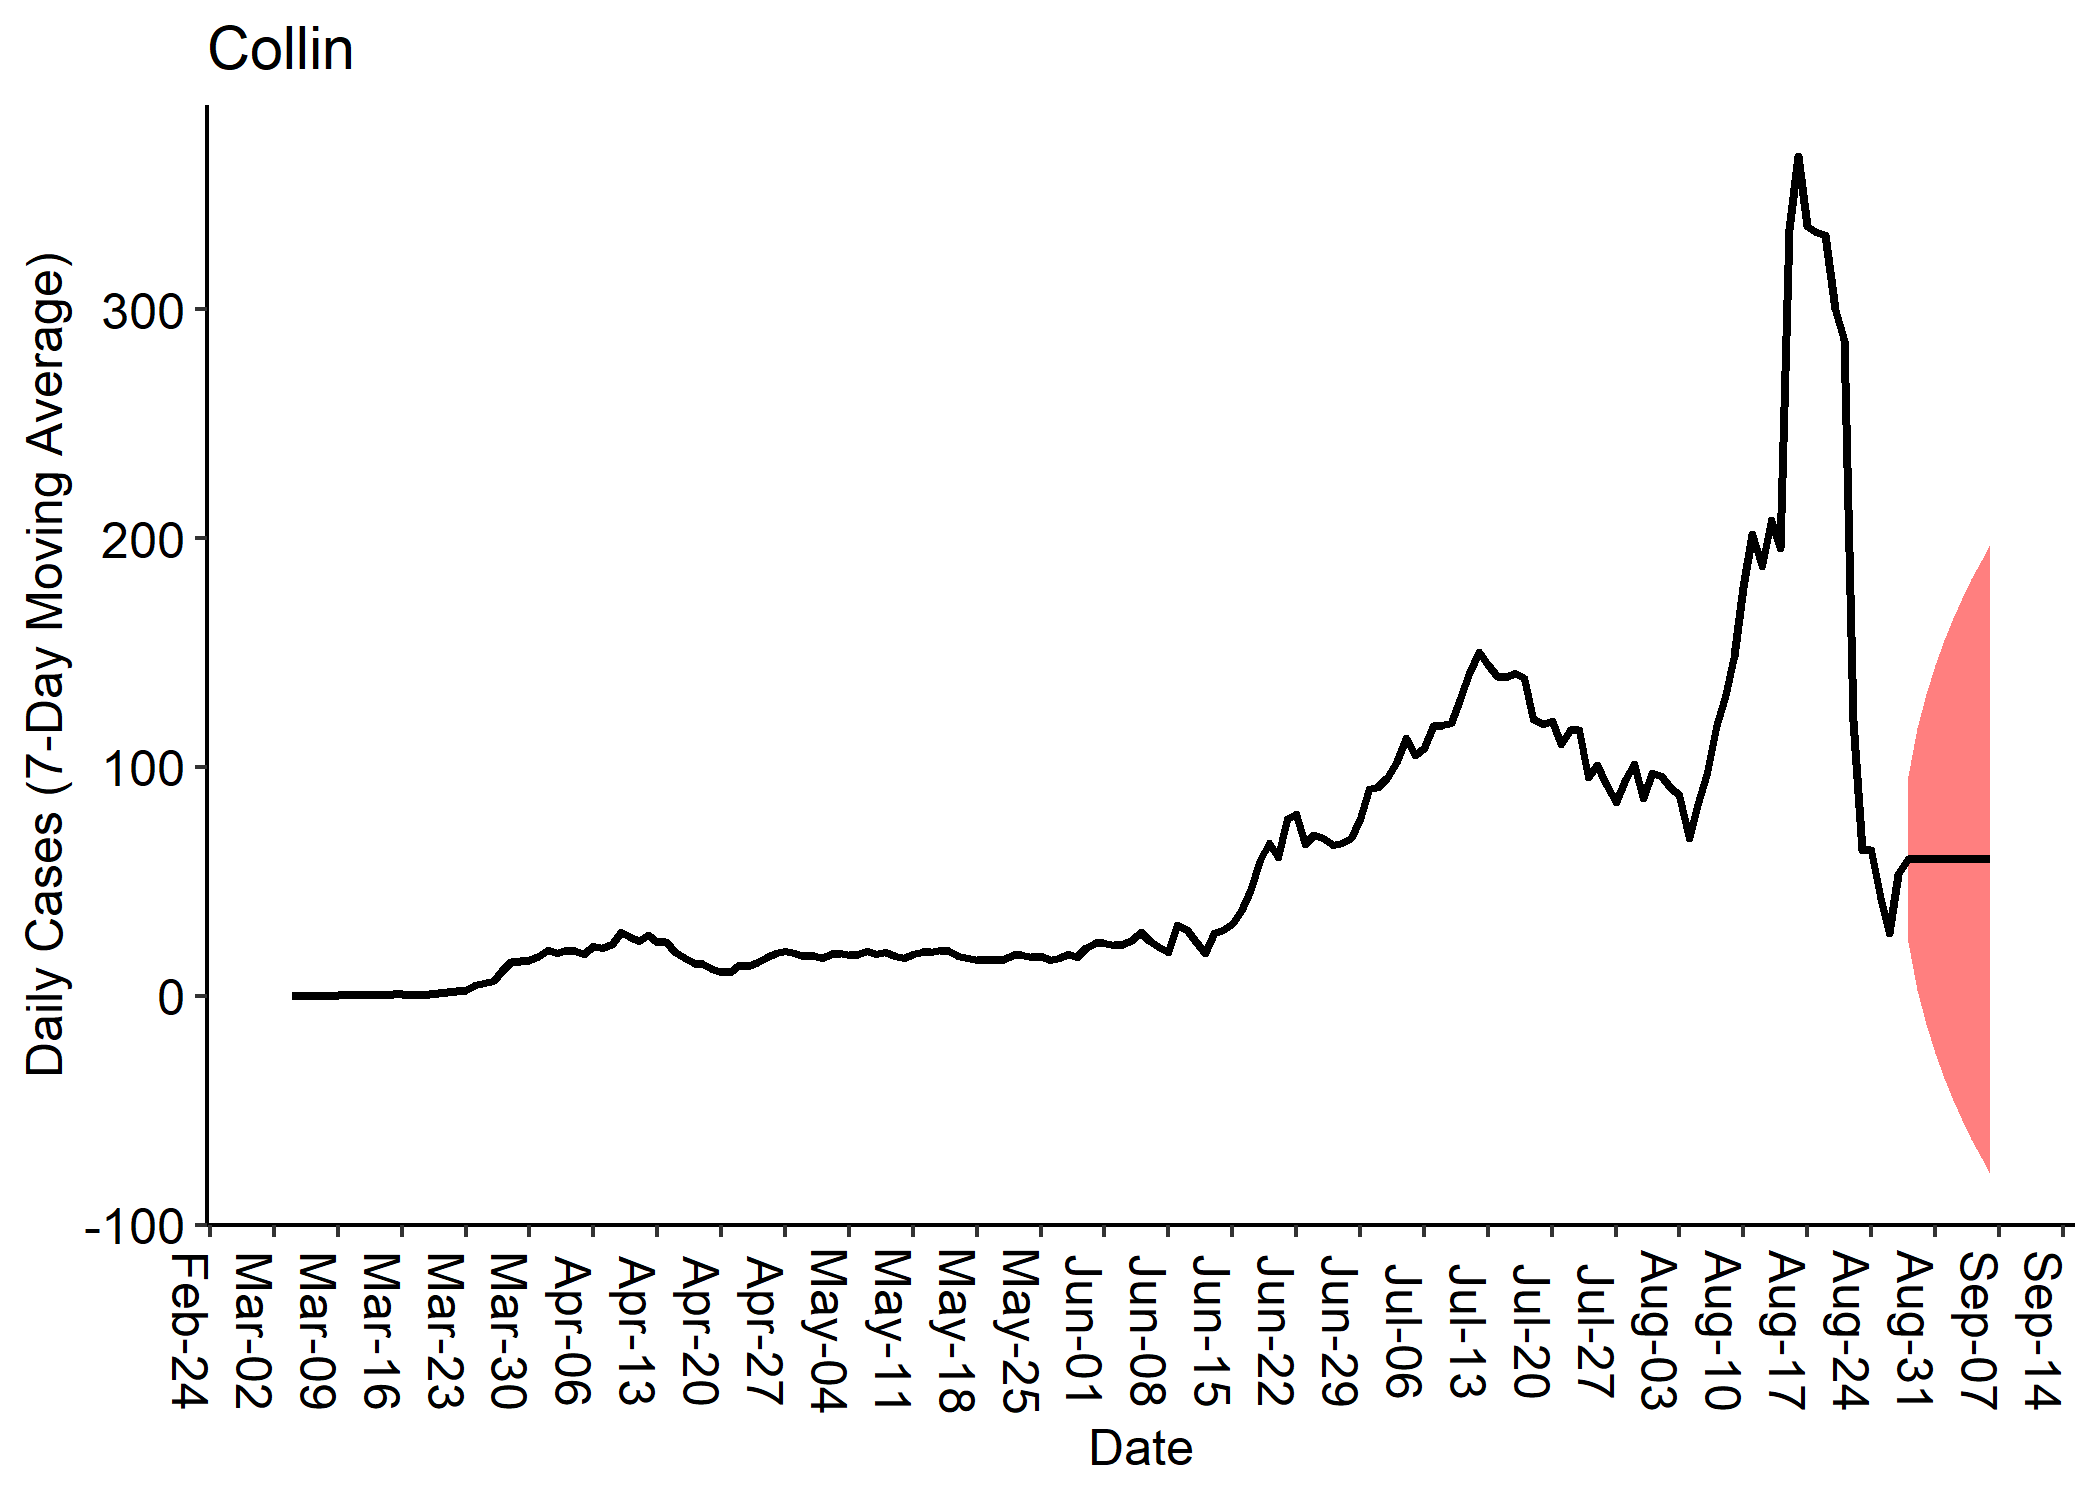 Collin
Daily Cases (7-Day Moving Average)
300
200
100
0
-100
Feb-24
Mar-02
Mar-09
Mar-16
Mar-23
Mar-30
Apr-06
Apr-13
Apr-20
Apr-27
May-04
May-11
May-18
May-25
Jun-01
Jun-08
Jun-15
Jun-22
Jun-29
Jul-06
Jul-13
Jul-20
Jul-27
Aug-03
Aug-10
Aug-17
Aug-24
Aug-31
Sep-07
Sep-14
Date